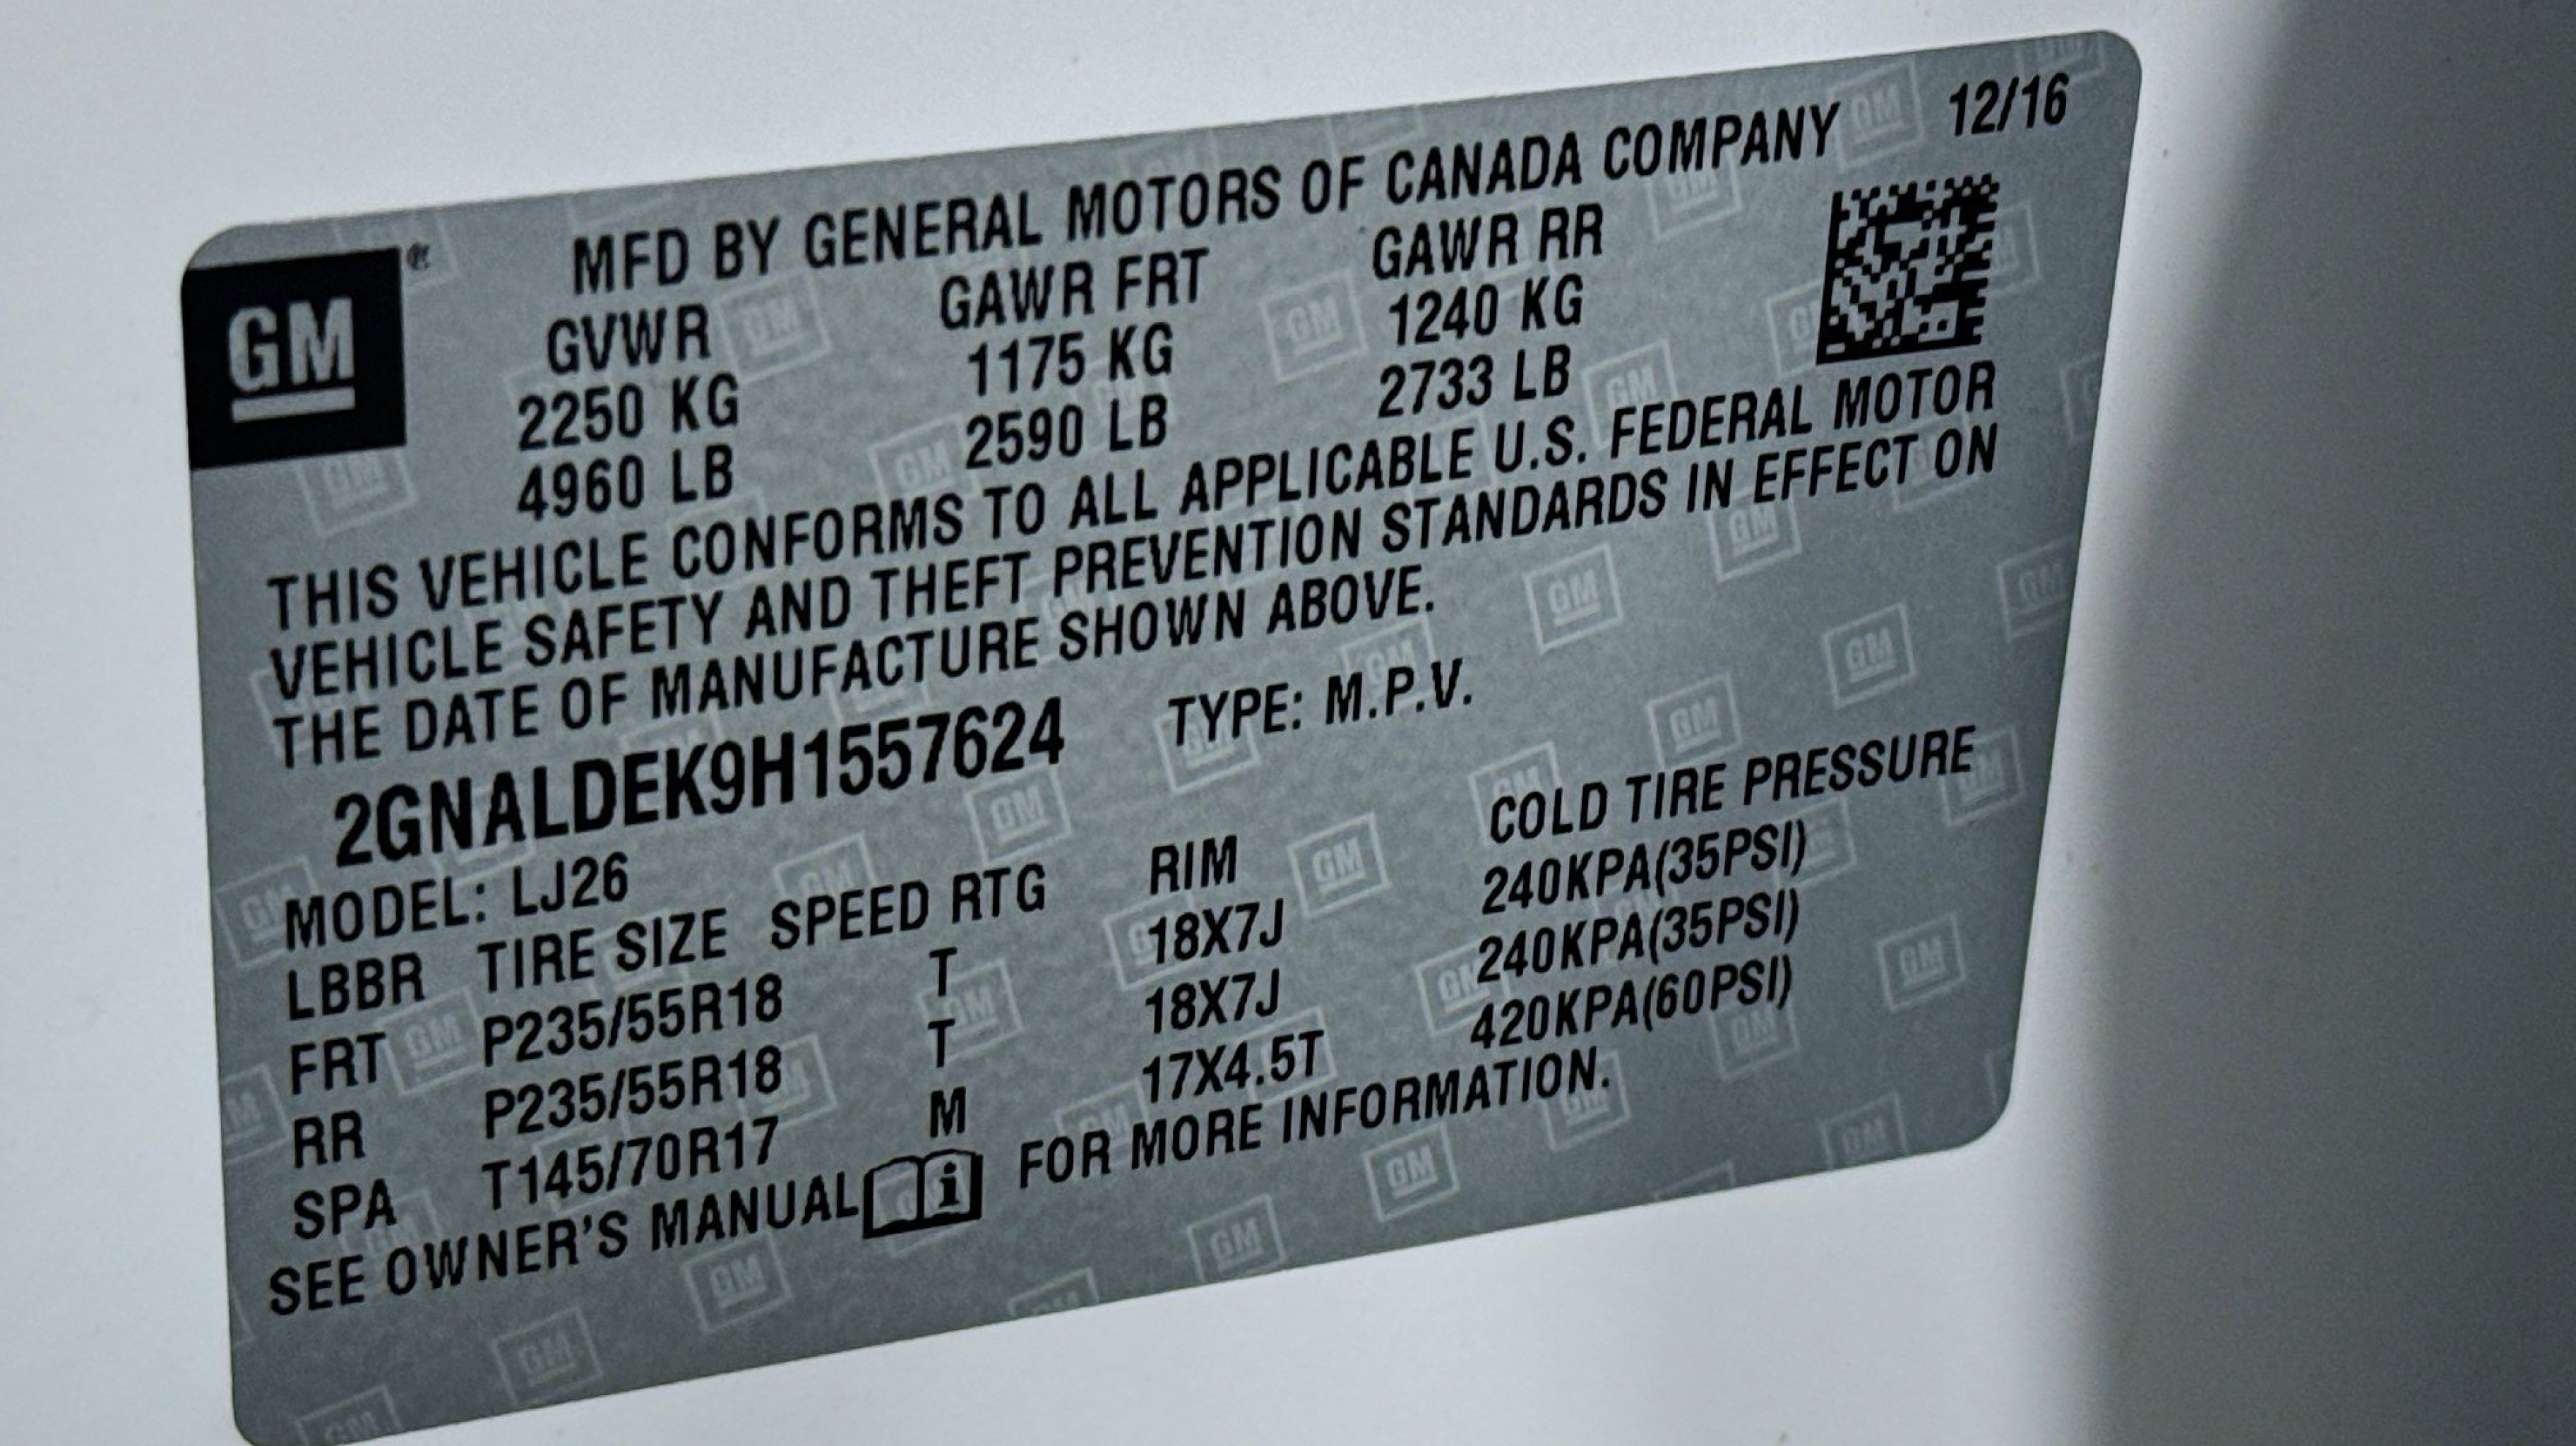 GM
MFD BY GENERAL MOTORS OF CANADA COMPANY 12/16
GVWR GAWR FRT GAWR RR
2250 KG 1175 KG 1240 KG
4960 LB 2590 LB 2733 LB
THIS VEHICLE CONFORMS TO ALL APPLICABLE U.S. FEDERAL MOTOR
VEHICLE SAFETY AND THEFT PREVENTION STANDARDS IN EFFECT ON
THE DATE OF MANUFACTURE SHOWN ABOVE.
2GNALDEK9H1557624 TYPE: M.P.V.
MODEL: LJ26
LBBR TIRE SIZE SPEED RTG RIM COLD TIRE PRESSURE
FRT P235/55R18 T 18X7J 240KPA(35PSI)
RR P235/55R18 T 18X7J 240KPA(35PSI)
SPA T145/70R17 M 17X4.5T 420KPA(60PSI)
SEE OWNER'S MANUAL i FOR MORE INFORMATION.